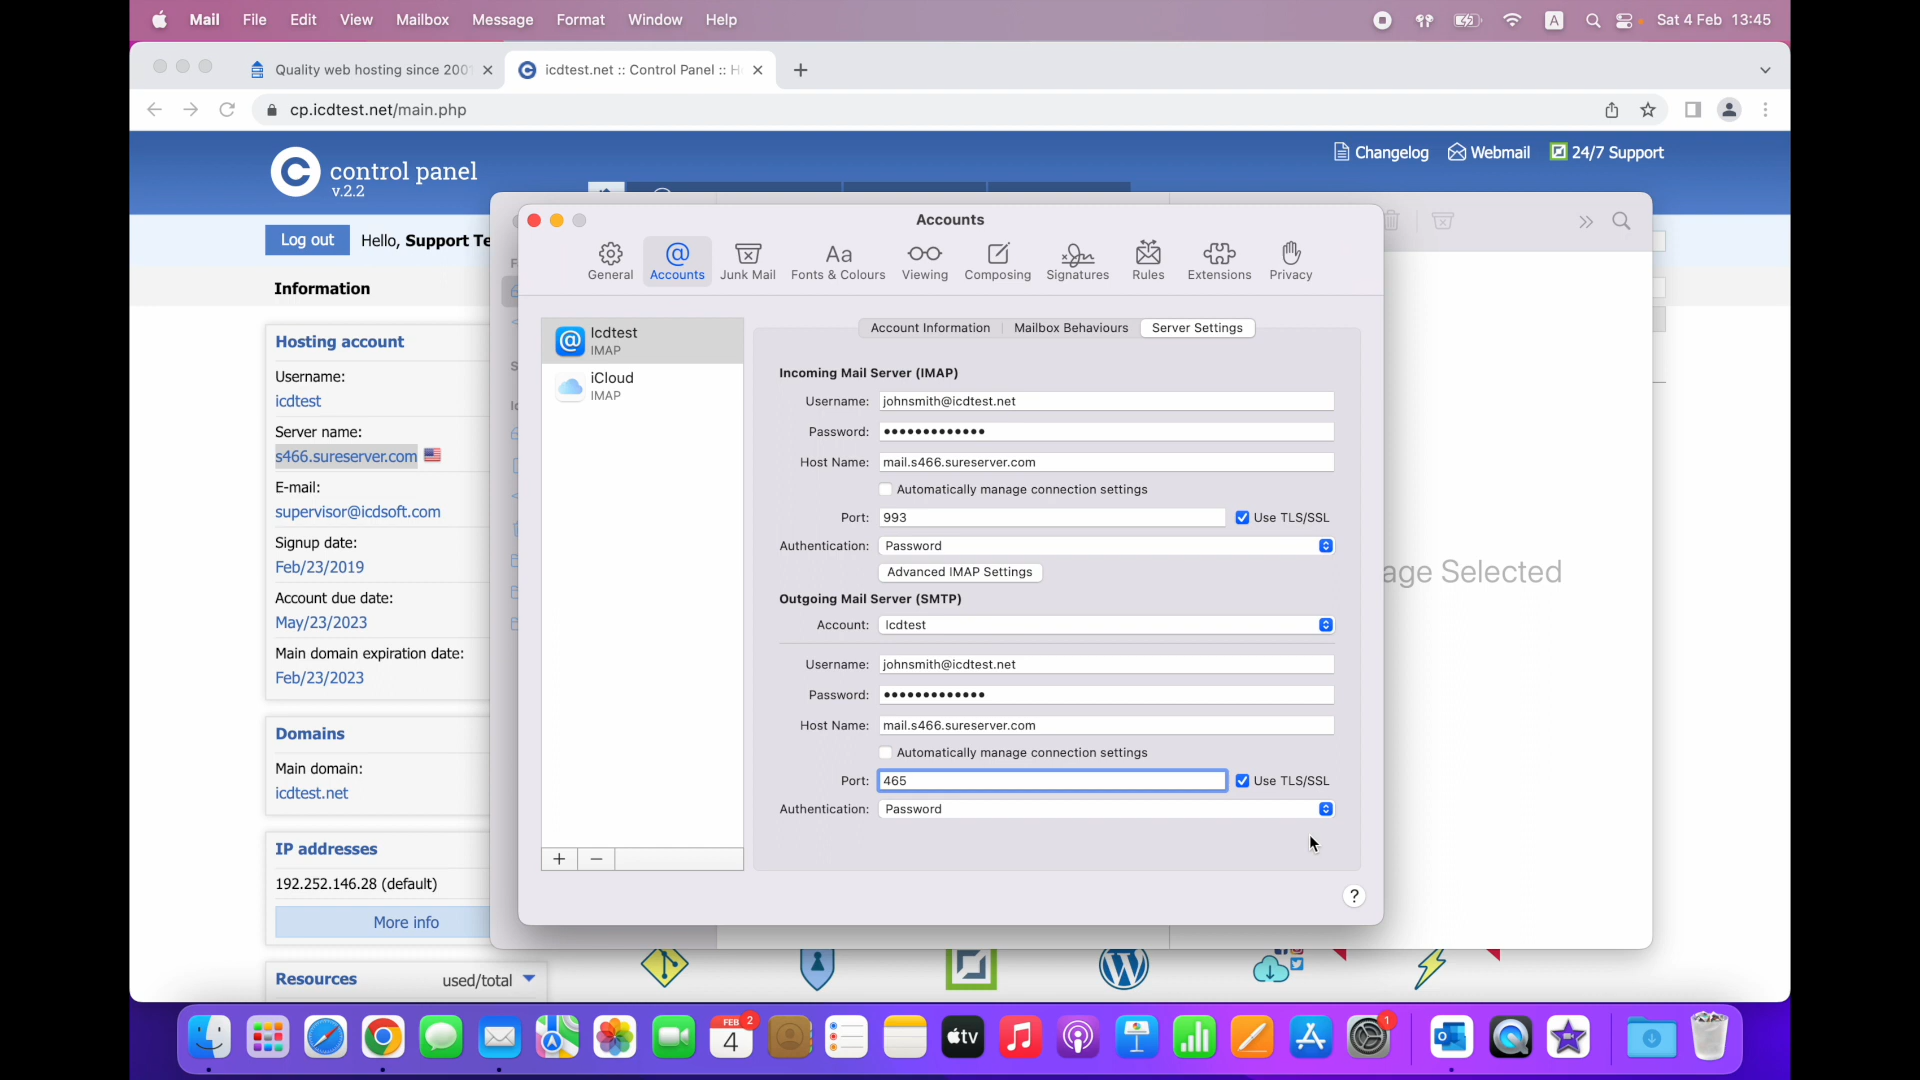 Mail File Edit View Mailbox Message Format Window Help
A Sat 4 Feb 13:45
Quality web hosting since 2001
icdtest.net :: Control Panel :: H
cp.icdtest.net/main.php
control panel
v.2.2
Changelog Webmail 24/7 Support
Log out Hello, Support Te
Information
Hosting account
Username:
icdtest
Server name:
s466.sureserver.com
E-mail:
supervisor@icdsoft.com
Signup date:
Feb/23/2019
Account due date:
May/23/2023
Main domain expiration date:
Feb/23/2023
Domains
Main domain:
icdtest.net
IP addresses
192.252.146.28 (default)
More info
Resources used/total
Accounts
General Accounts Junk Mail Fonts & Colours Viewing Composing Signatures Rules Extensions Privacy
Icdtest
IMAP
iCloud
IMAP
Account Information Mailbox Behaviours Server Settings
Incoming Mail Server (IMAP)
Username: johnsmith@icdtest.net
Password: •••••••••••••
Host Name: mail.s466.sureserver.com
Automatically manage connection settings
Port: 993 Use TLS/SSL
Authentication: Password
Advanced IMAP Settings
Outgoing Mail Server (SMTP)
Account: Icdtest
Username: johnsmith@icdtest.net
Password: •••••••••••••
Host Name: mail.s466.sureserver.com
Automatically manage connection settings
Port: 465 Use TLS/SSL
Authentication: Password
+ −
?
age Selected
FEB 2
4
tv
1